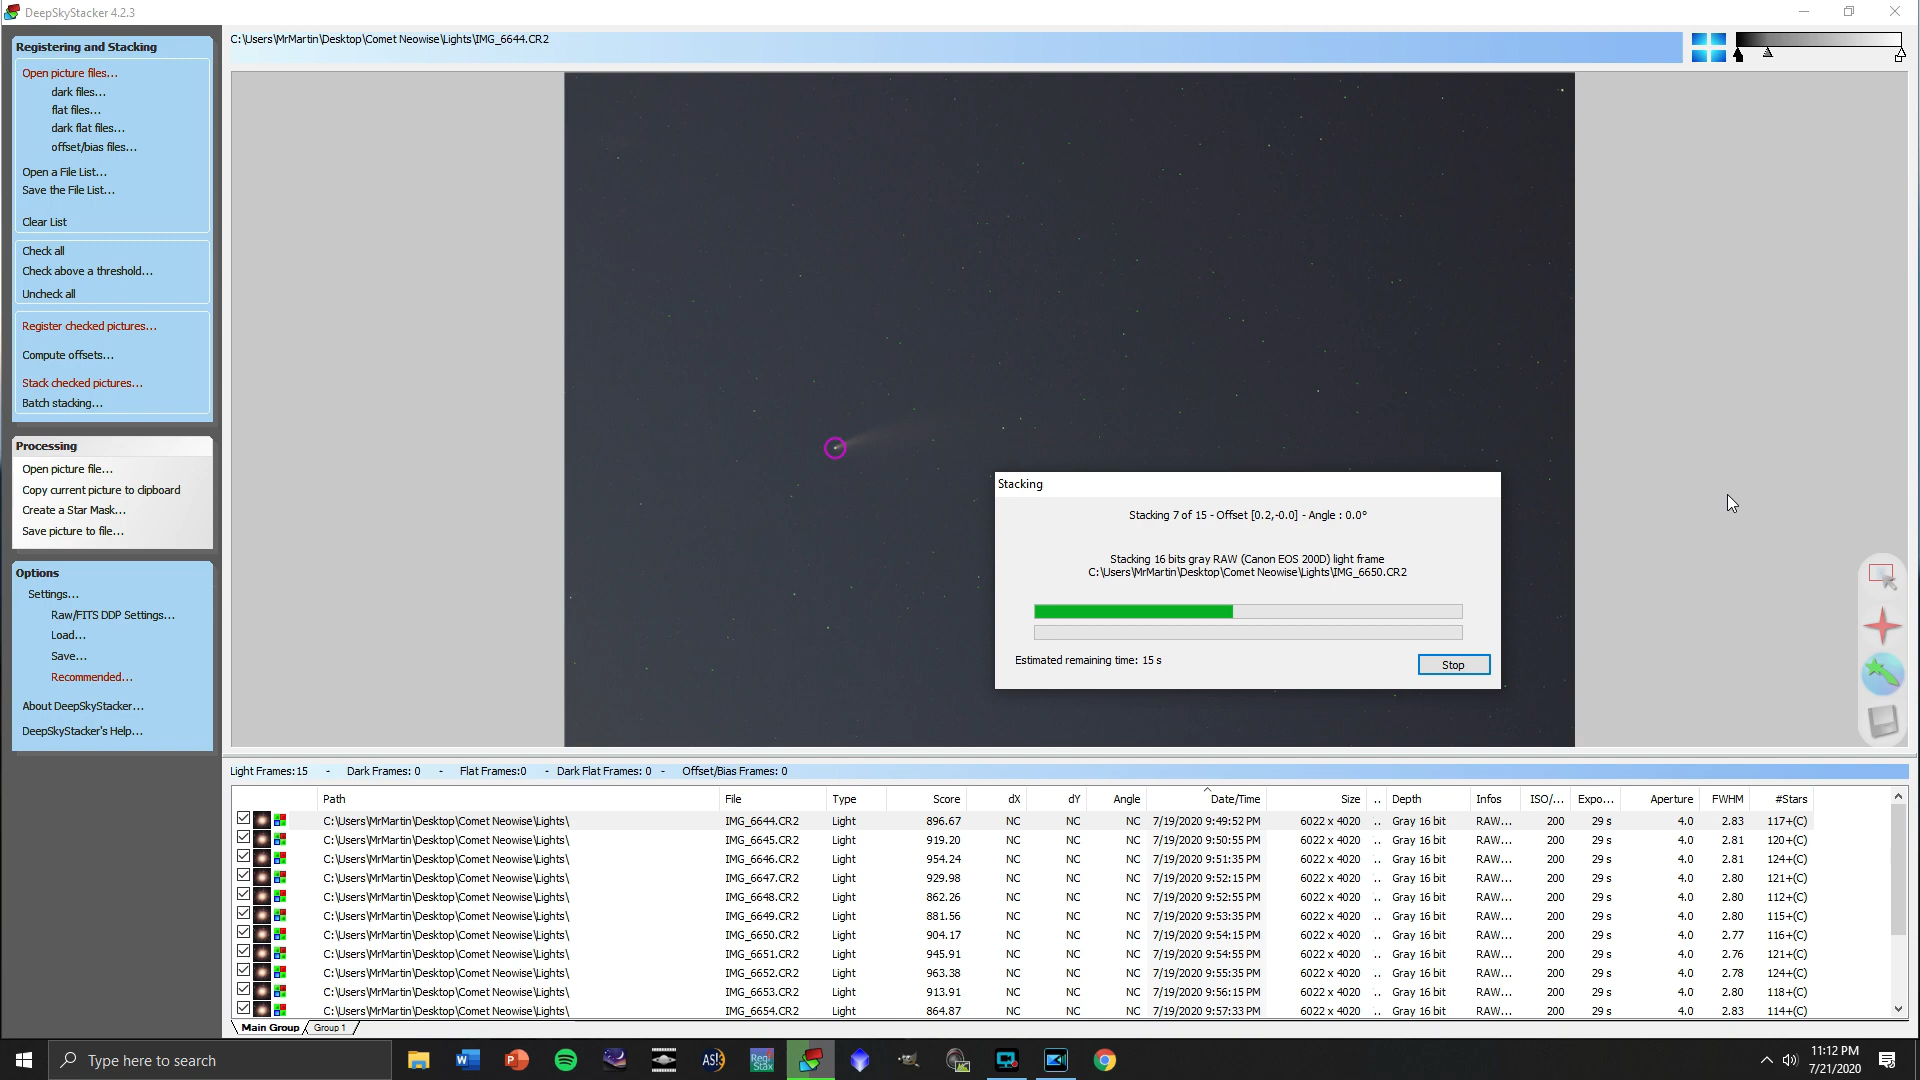 DeepSkyStacker 4.2.3
Registering and Stacking
Open picture files...
dark files...
flat files...
dark flat files...
offset/bias files...
Open a File List...
Save the File List...
Clear List
Check all
Check above a threshold...
Uncheck all
Register checked pictures...
Compute offsets...
Stack checked pictures...
Batch stacking...
Processing
Open picture file...
Copy current picture to clipboard
Create a Star Mask...
Save picture to file...
Options
Settings...
Raw/FITS DDP Settings...
Load...
Save...
Recommended...
About DeepSkyStacker...
DeepSkyStacker's Help...
C:\Users\MrMartin\Desktop\Comet Neowise\Lights\IMG_6644.CR2
Stacking
Stacking 7 of 15 - Offset [0.2,-0.0] - Angle : 0.0°
Stacking 16 bits gray RAW (Canon EOS 200D) light frame
C:\Users\MrMartin\Desktop\Comet Neowise\Lights\IMG_6650.CR2
Estimated remaining time: 15 s
Stop
Light Frames:15 - Dark Frames: 0 - Flat Frames:0 - Dark Flat Frames: 0 - Offset/Bias Frames: 0
Path File Type Score dX dY Angle Date/Time Size .. Depth Infos ISO/... Expo... Aperture FWHM #Stars
C:\Users\MrMartin\Desktop\Comet Neowise\Lights\ IMG_6644.CR2 Light 896.67 NC NC NC 7/19/2020 9:49:52 PM 6022 x 4020 .. Gray 16 bit RAW... 200 29 s 4.0 2.83 117+(C)
C:\Users\MrMartin\Desktop\Comet Neowise\Lights\ IMG_6645.CR2 Light 919.20 NC NC NC 7/19/2020 9:50:55 PM 6022 x 4020 .. Gray 16 bit RAW... 200 29 s 4.0 2.81 120+(C)
C:\Users\MrMartin\Desktop\Comet Neowise\Lights\ IMG_6646.CR2 Light 954.24 NC NC NC 7/19/2020 9:51:35 PM 6022 x 4020 .. Gray 16 bit RAW... 200 29 s 4.0 2.81 124+(C)
C:\Users\MrMartin\Desktop\Comet Neowise\Lights\ IMG_6647.CR2 Light 929.98 NC NC NC 7/19/2020 9:52:15 PM 6022 x 4020 .. Gray 16 bit RAW... 200 29 s 4.0 2.80 121+(C)
C:\Users\MrMartin\Desktop\Comet Neowise\Lights\ IMG_6648.CR2 Light 862.26 NC NC NC 7/19/2020 9:52:55 PM 6022 x 4020 .. Gray 16 bit RAW... 200 29 s 4.0 2.80 112+(C)
C:\Users\MrMartin\Desktop\Comet Neowise\Lights\ IMG_6649.CR2 Light 881.56 NC NC NC 7/19/2020 9:53:35 PM 6022 x 4020 .. Gray 16 bit RAW... 200 29 s 4.0 2.80 115+(C)
C:\Users\MrMartin\Desktop\Comet Neowise\Lights\ IMG_6650.CR2 Light 904.17 NC NC NC 7/19/2020 9:54:15 PM 6022 x 4020 .. Gray 16 bit RAW... 200 29 s 4.0 2.77 116+(C)
C:\Users\MrMartin\Desktop\Comet Neowise\Lights\ IMG_6651.CR2 Light 945.91 NC NC NC 7/19/2020 9:54:55 PM 6022 x 4020 .. Gray 16 bit RAW... 200 29 s 4.0 2.76 121+(C)
C:\Users\MrMartin\Desktop\Comet Neowise\Lights\ IMG_6652.CR2 Light 963.38 NC NC NC 7/19/2020 9:55:35 PM 6022 x 4020 .. Gray 16 bit RAW... 200 29 s 4.0 2.78 124+(C)
C:\Users\MrMartin\Desktop\Comet Neowise\Lights\ IMG_6653.CR2 Light 913.91 NC NC NC 7/19/2020 9:56:15 PM 6022 x 4020 .. Gray 16 bit RAW... 200 29 s 4.0 2.80 118+(C)
C:\Users\MrMartin\Desktop\Comet Neowise\Lights\ IMG_6654.CR2 Light 864.87 NC NC NC 7/19/2020 9:57:33 PM 6022 x 4020 .. Gray 16 bit RAW... 200 29 s 4.0 2.83 114+(C)
Main Group Group 1
Type here to search
AS!3
Regi Stax
11:12 PM
7/21/2020